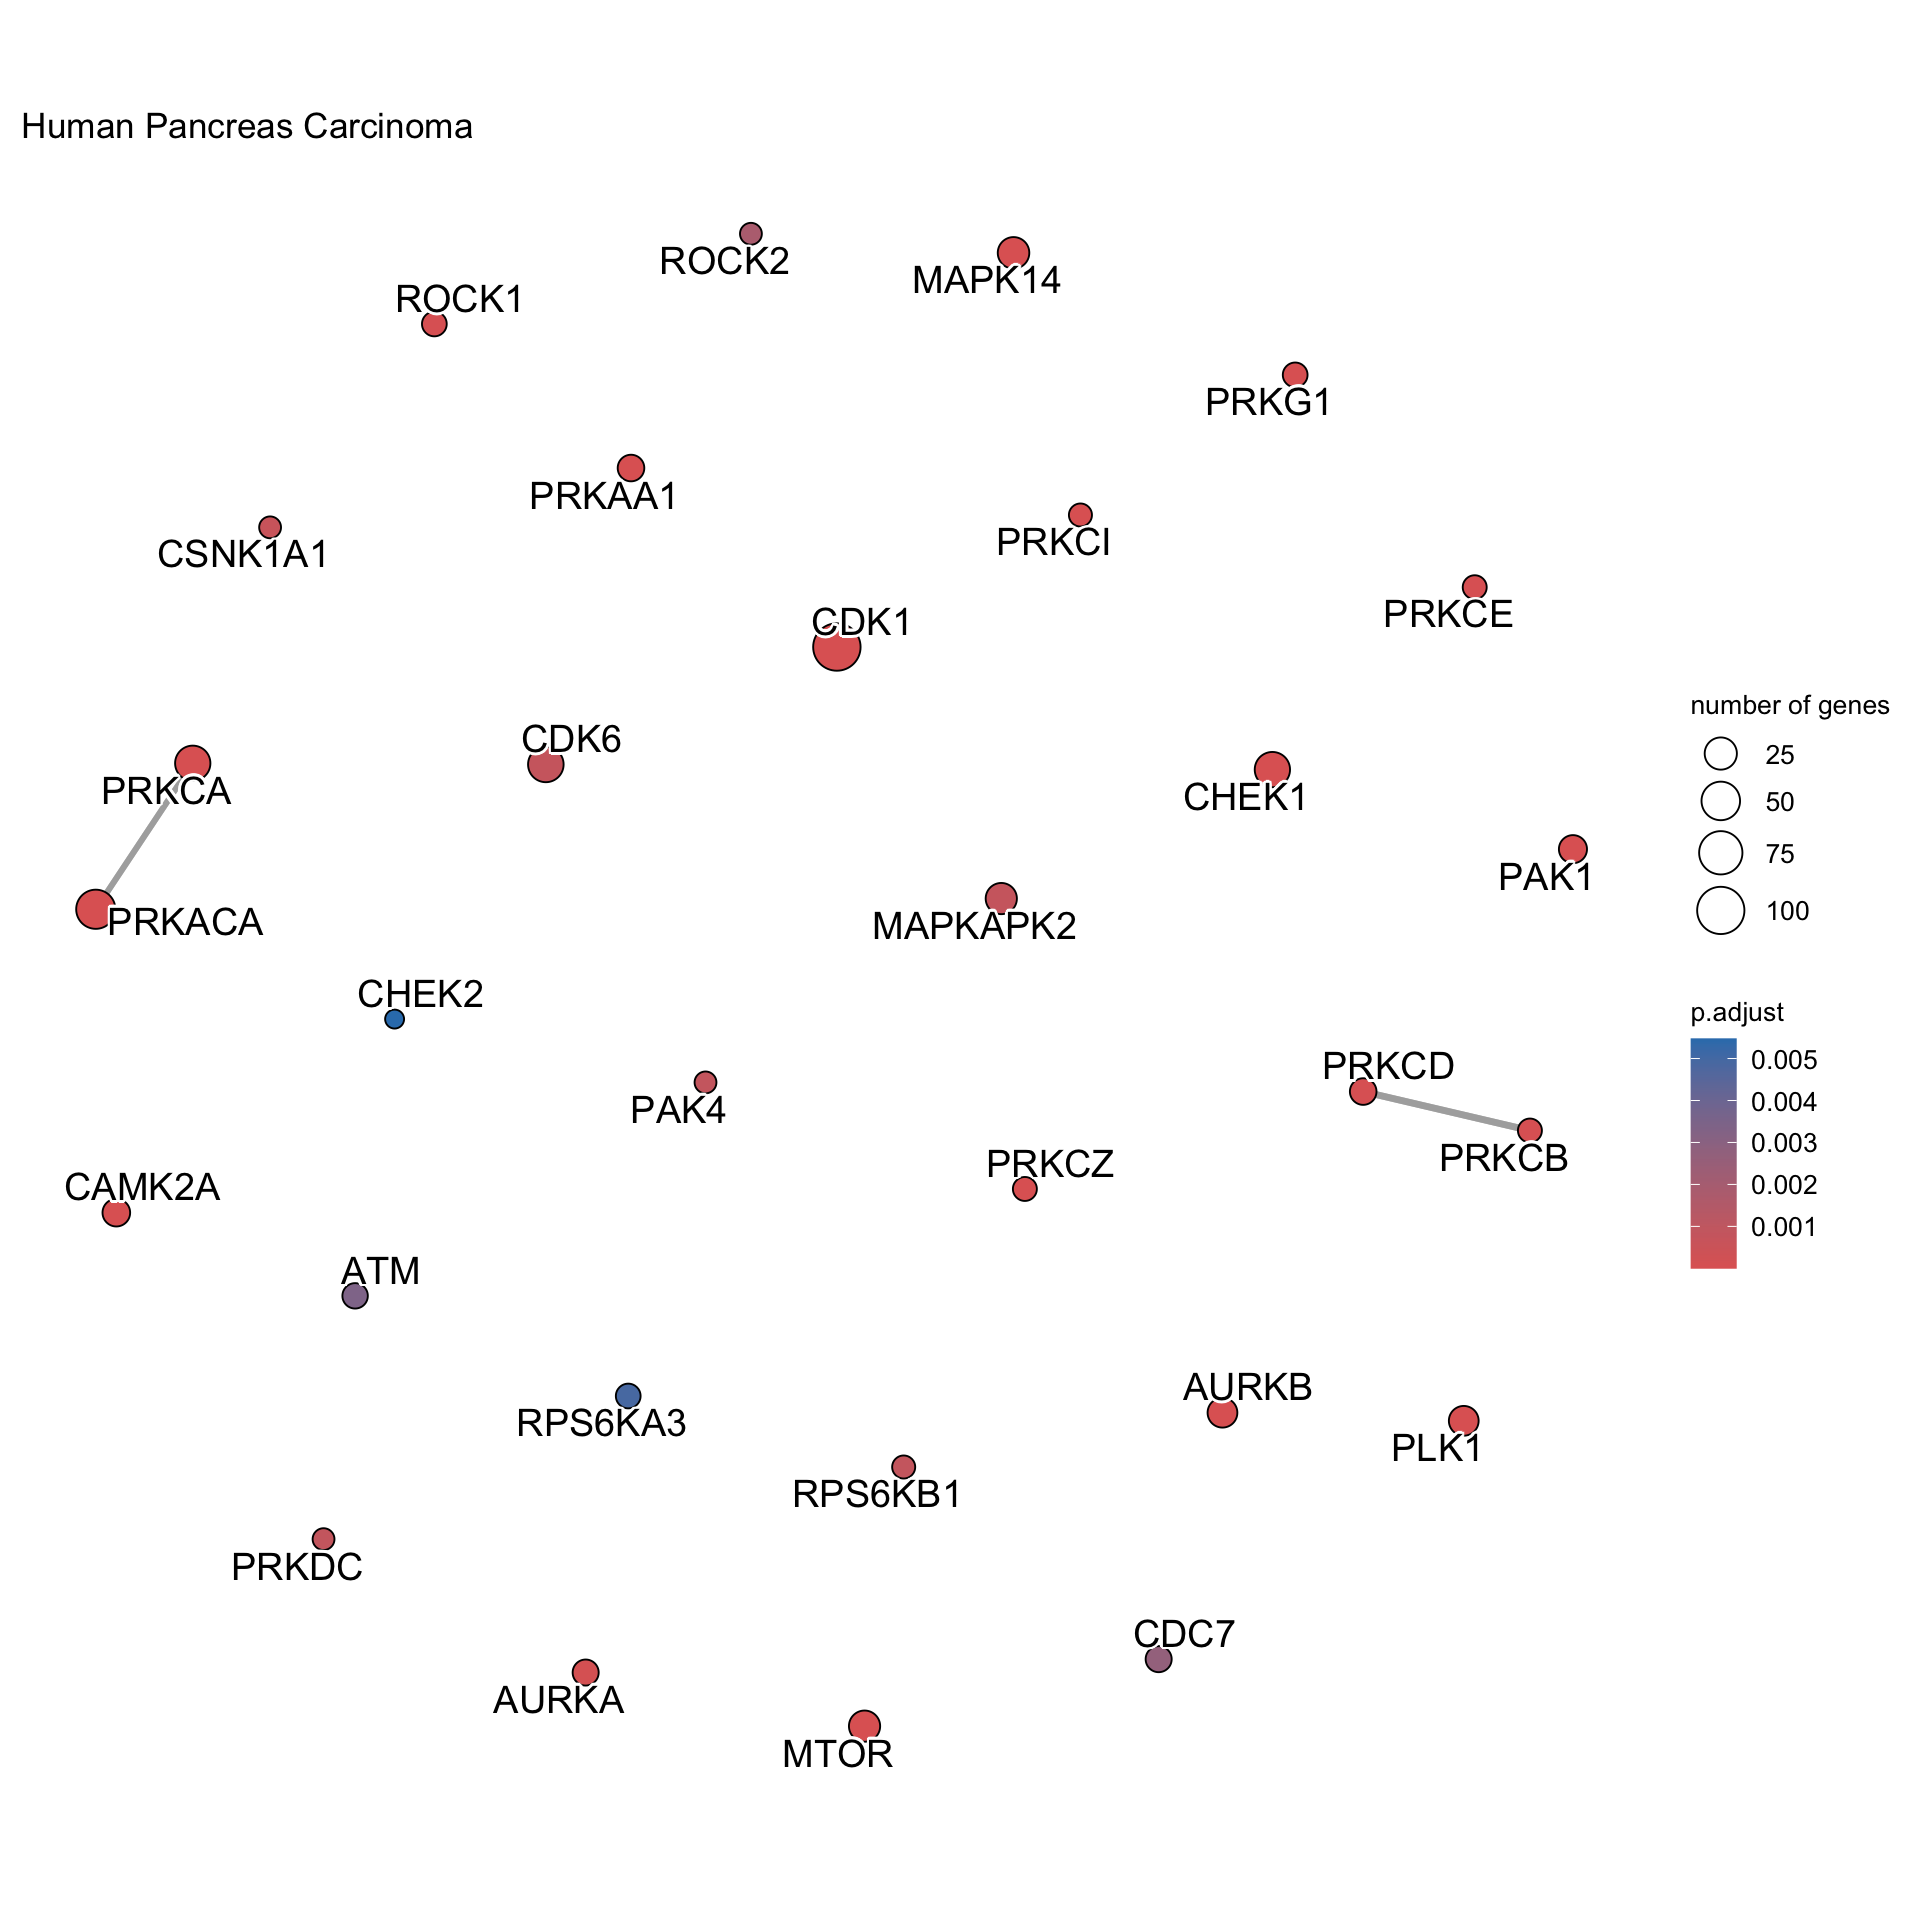 Human Pancreas Carcinoma
ROCK2
MAPK14
ROCK1
PRKG1
PRKAA1
PRKCI
CSNK1A1
PRKCE
CDK1
number of genes
CDK6
25
PRKCA
50
CHEK1
75
PAK1
100
PRKACA
MAPKAPK2
CHEK2
p.adjust
0.005
PRKCD
0.004
PAK4
0.003
PRKCB
PRKCZ
0.002
CAMK2A
0.001
ATM
AURKB
RPS6KA3
PLK1
RPS6KB1
PRKDC
CDC7
AURKA
MTOR